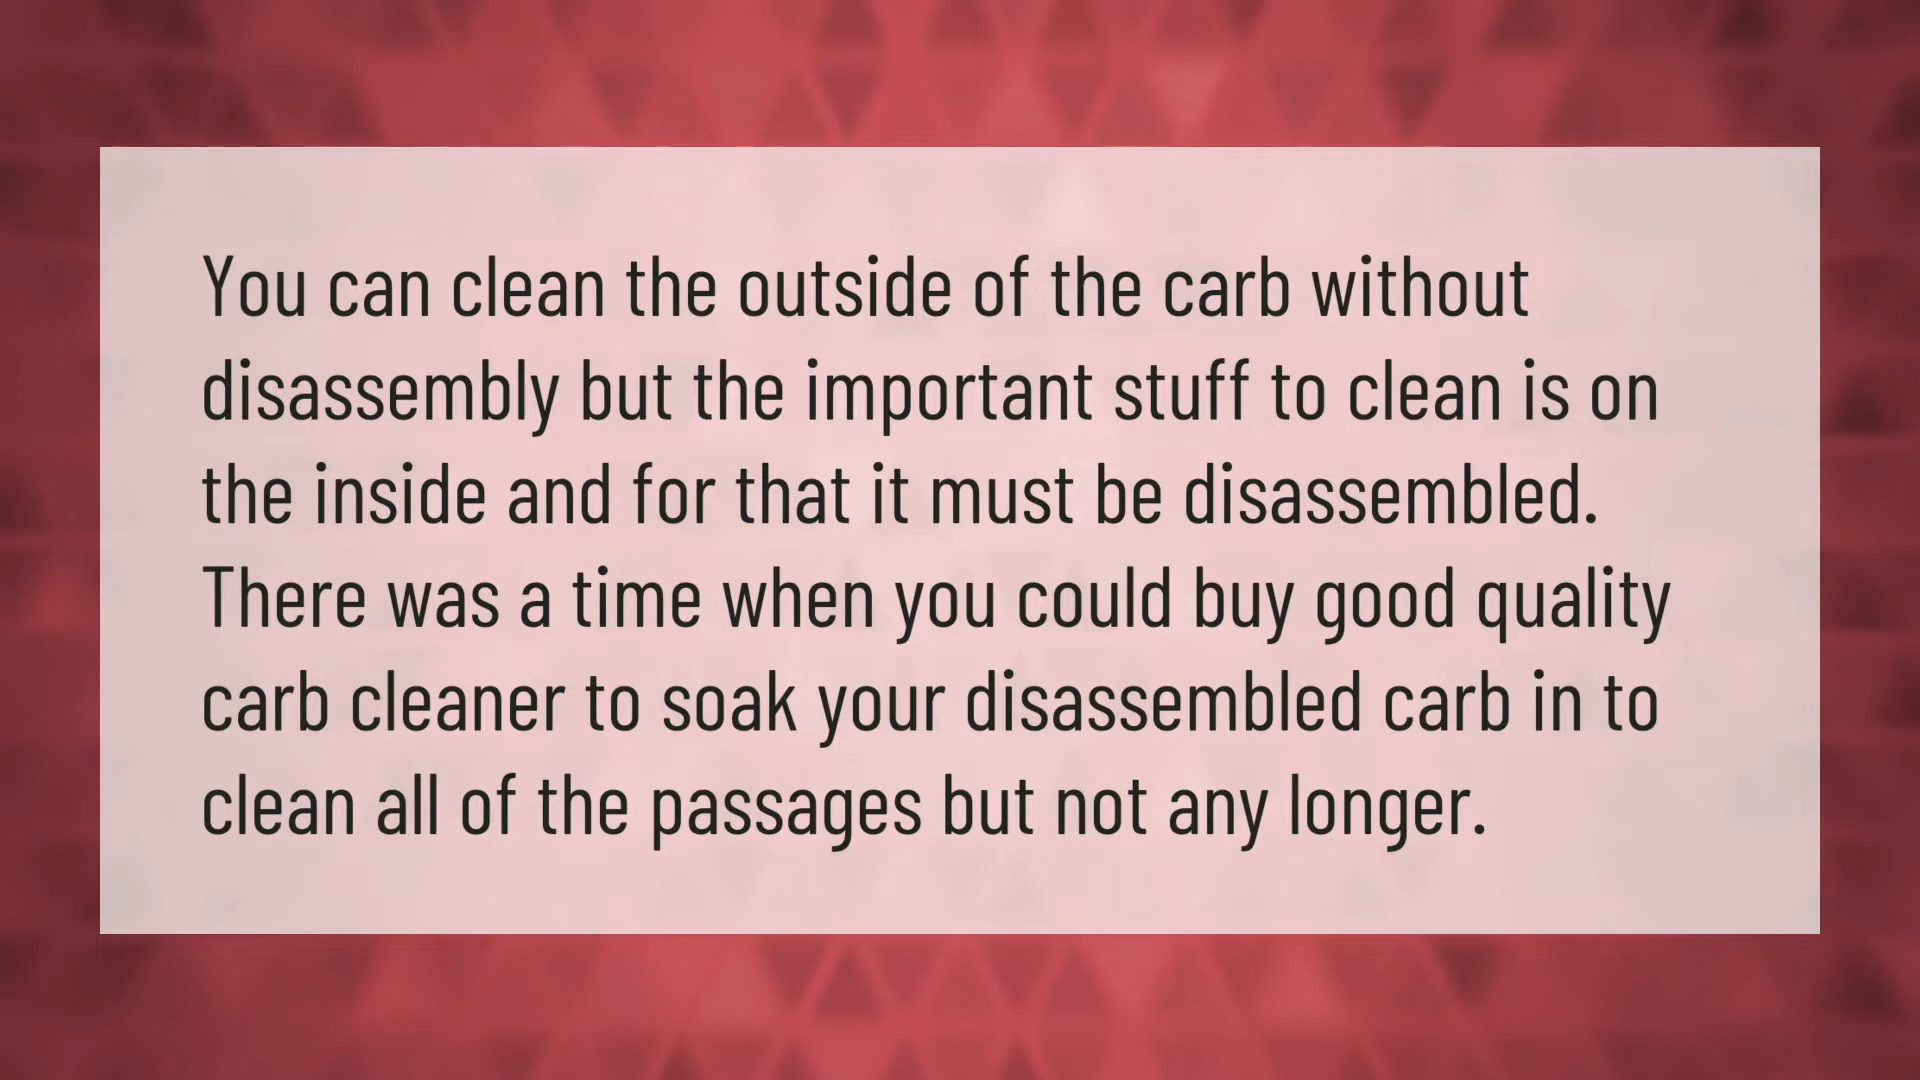 You can clean the outside of the carb without
disassembly but the important stuff to clean is on
the inside and for that it must be disassembled.
There was a time when you could buy good quality
carb cleaner to soak your disassembled carb in to
clean all of the passages but not any longer.